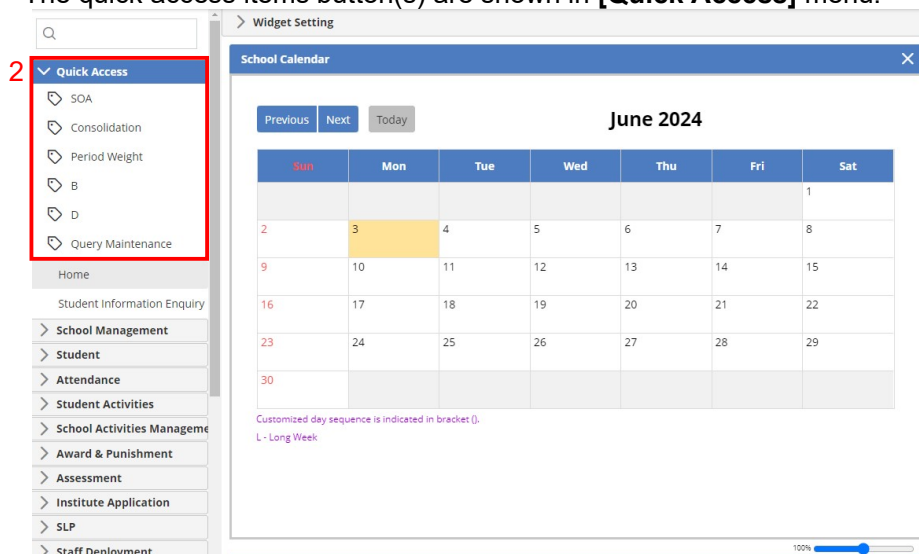 The quick access items button(s) are shown in [Quick Access] menu.
2
Quick Access
SOA
Consolidation
Period Weight
B
D
Query Maintenance
Home
Student Information Enquiry
School Management
Student
Attendance
Student Activities
School Activities Manageme
Award & Punishment
Assessment
Institute Application
SLP
Staff Deployment
Widget Setting
School Calendar
Previous Next Today June 2024
Sun Mon Tue Wed Thu Fri Sat
1
2 3 4 5 6 7 8
9 10 11 12 13 14 15
16 17 18 19 20 21 22
23 24 25 26 27 28 29
30
Customized day sequence is indicated in bracket ().
L - Long Week
100%